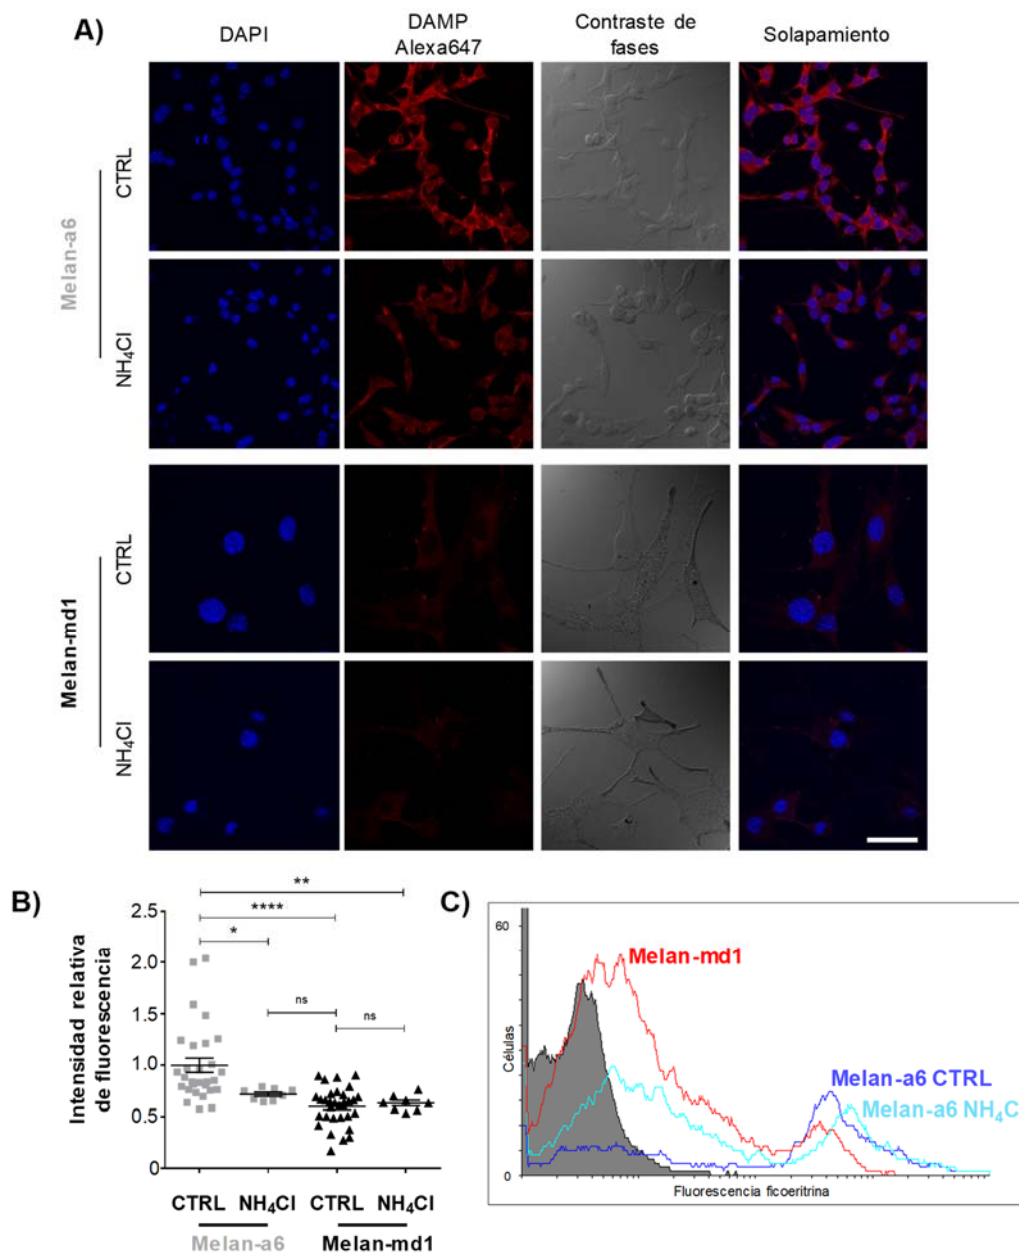 A)
DAPI
DAMP
Alexa647
Contraste de
fases
Solapamiento
Melan-a6
CTRL
NH₄Cl
Melan-md1
CTRL
NH₄Cl
B)
Intensidad relativa
de fluorescencia
2.5
2.0
1.5
1.0
0.5
0
**
****
*
ns
ns
CTRL NH₄Cl CTRL NH₄Cl
Melan-a6 Melan-md1
C)
60
Células
0
Melan-md1
Melan-a6 CTRL
Melan-a6 NH₄C
Fluorescencia ficoeritrina